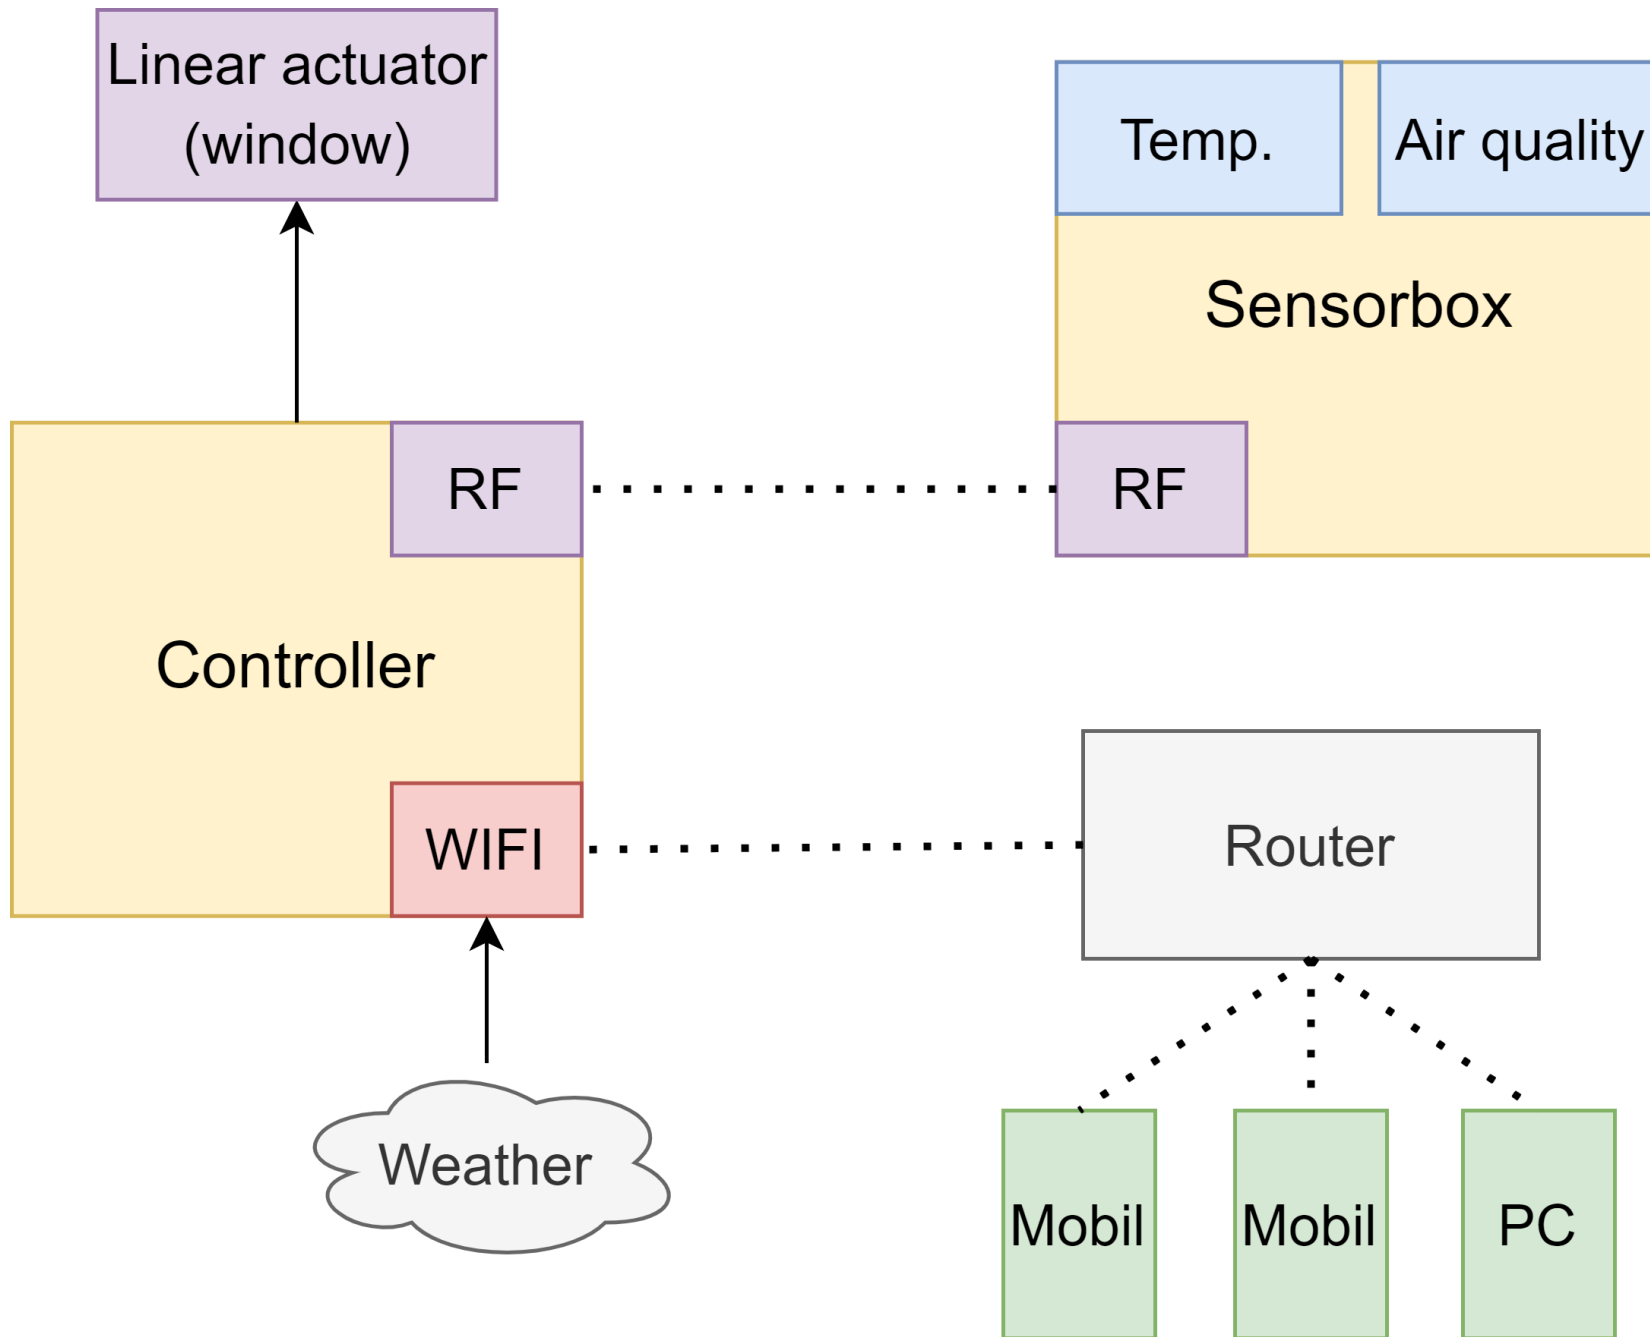 Linear actuator
(window)
Temp.
Air quality
Sensorbox
RF
RF
Controller
WIFI
Router
Weather
Mobil
Mobil
PC